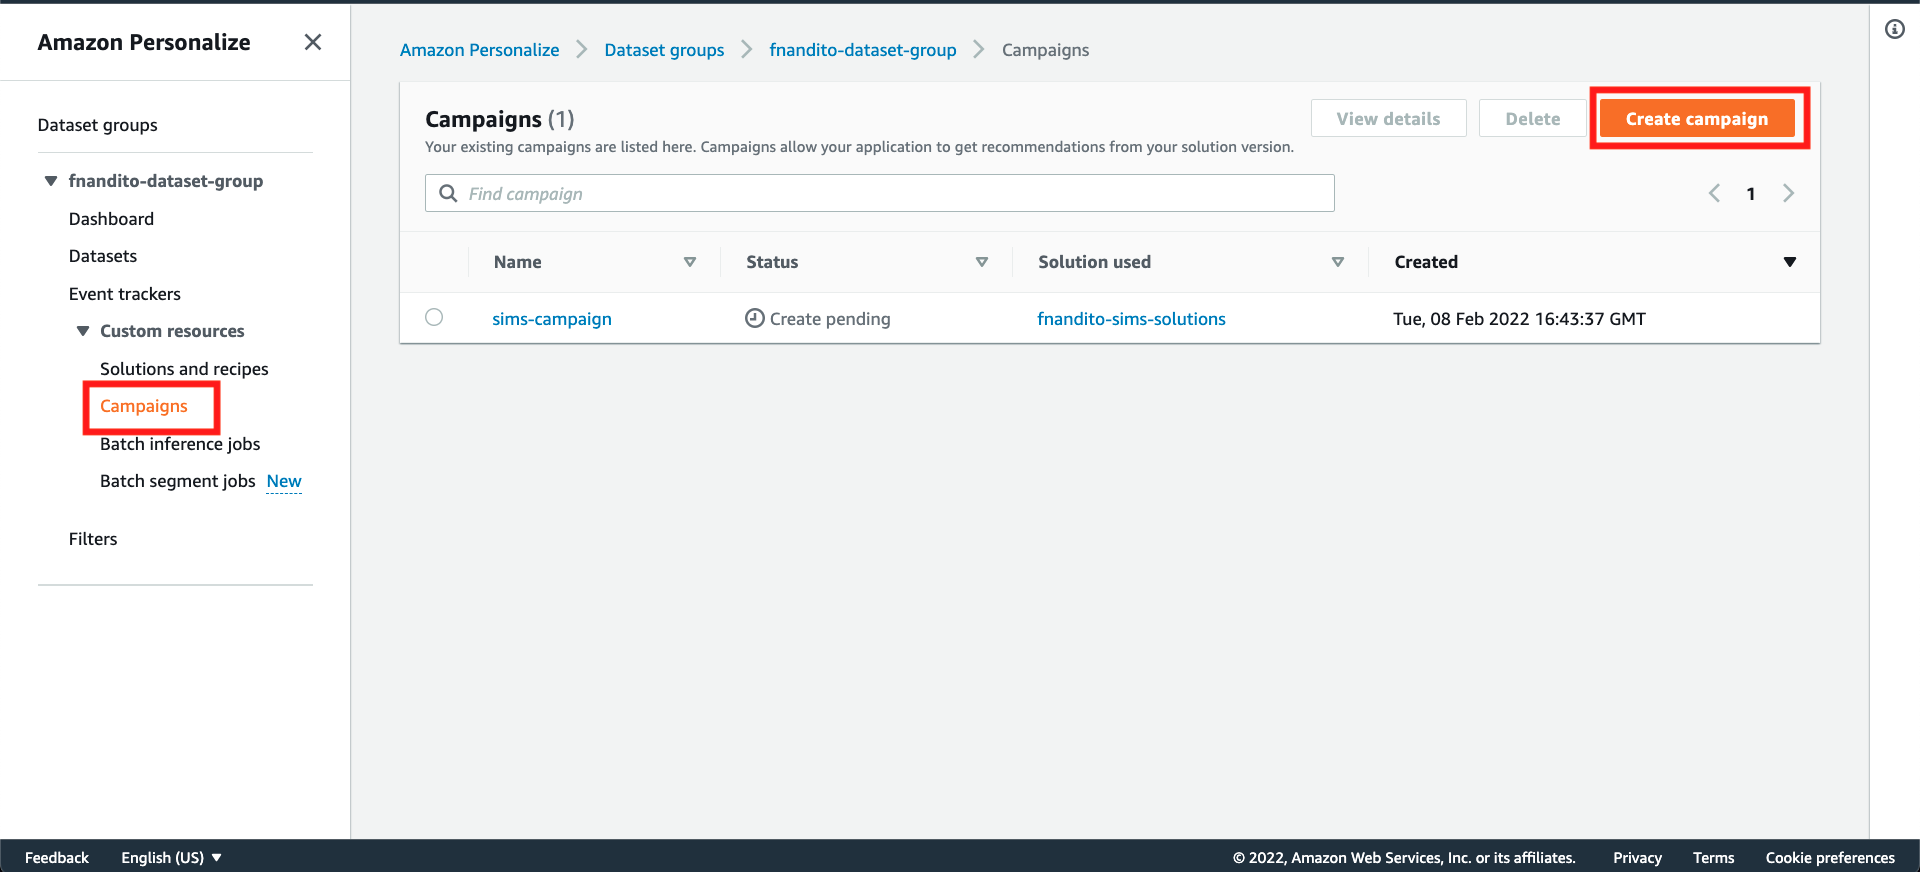 Amazon Personalize
Dataset groups
fnandito-dataset-group
Dashboard
Datasets
Event trackers
Custom resources
Solutions and recipes
Campaigns
Batch inference jobs
Batch segment jobs New
Filters
Amazon Personalize > Dataset groups > fnandito-dataset-group > Campaigns
Campaigns (1)
View details Delete Create campaign
Your existing campaigns are listed here. Campaigns allow your application to get recommendations from your solution version.
Find campaign
1
Name Status Solution used Created
sims-campaign Create pending fnandito-sims-solutions Tue, 08 Feb 2022 16:43:37 GMT
Feedback English (US) © 2022, Amazon Web Services, Inc. or its affiliates. Privacy Terms Cookie preferences